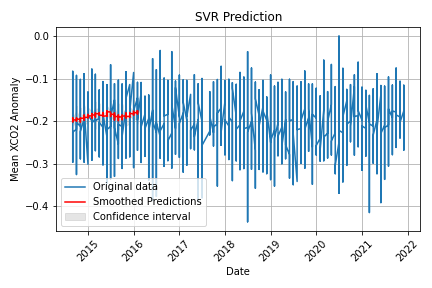 SVR Prediction
Mean XCO2 Anomaly
0.0
−0.1
−0.2
−0.3
−0.4
Original data
Smoothed Predictions
Confidence interval
2015
2016
2017
2018
2019
2020
2021
2022
Date